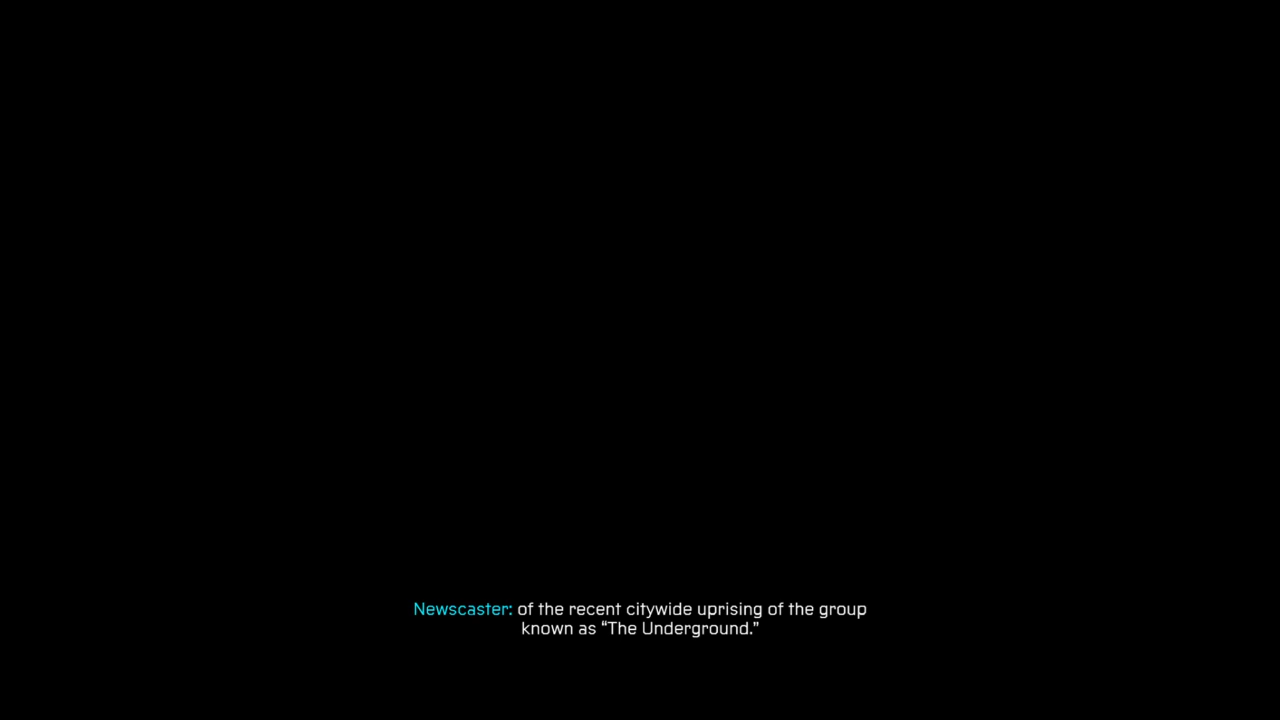 Newscaster: of the recent citywide uprising of the group
known as “The Underground.”